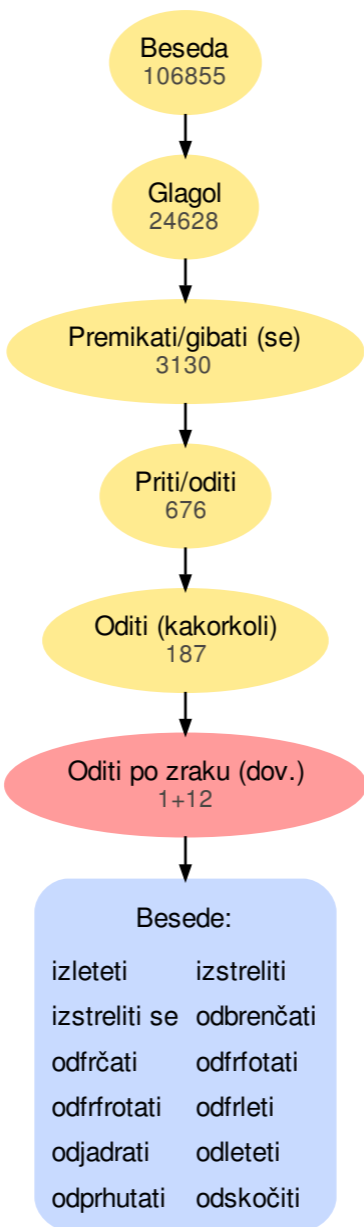 Beseda
106855
Glagol
24628
Premikati/gibati (se)
3130
Priti/oditi
676
Oditi (kakorkoli)
187
Oditi po zraku (dov.)
1+12
Besede:
izleteti izstreliti
izstreliti se odbrenčati
odfrčati odfrfotati
odfrfrotati odfrleti
odjadrati odleteti
odprhutati odskočiti